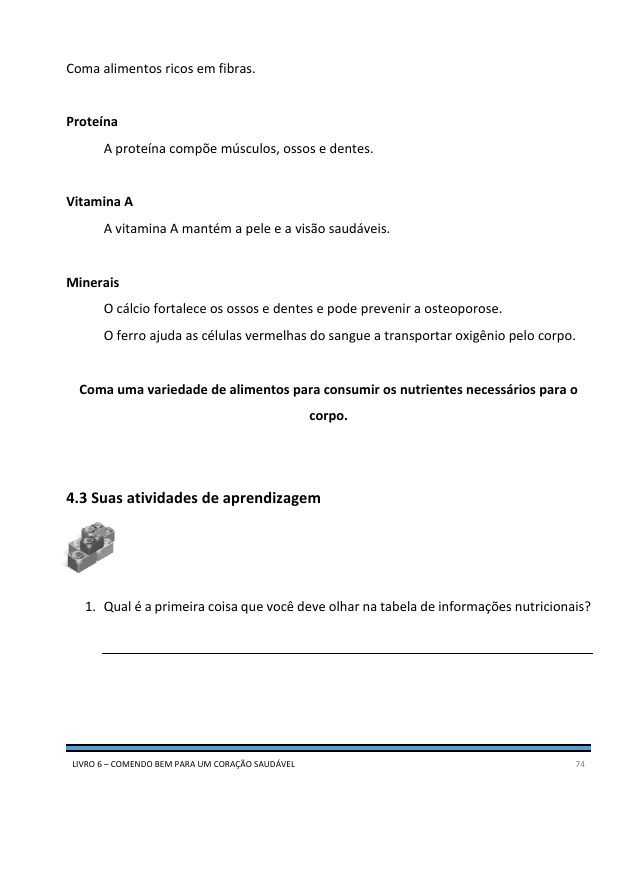 Coma alimentos ricos em fibras.
Proteína
A proteína compõe músculos, ossos e dentes.
Vitamina A
A vitamina A mantém a pele e a visão saudáveis.
Minerais
O cálcio fortalece os ossos e dentes e pode prevenir a osteoporose.
O ferro ajuda as células vermelhas do sangue a transportar oxigênio pelo corpo.
Coma uma variedade de alimentos para consumir os nutrientes necessários para o
corpo.
4.3 Suas atividades de aprendizagem
1. Qual é a primeira coisa que você deve olhar na tabela de informações nutricionais?
LIVRO 6 – COMENDO BEM PARA UM CORAÇÃO SAUDÁVEL 74